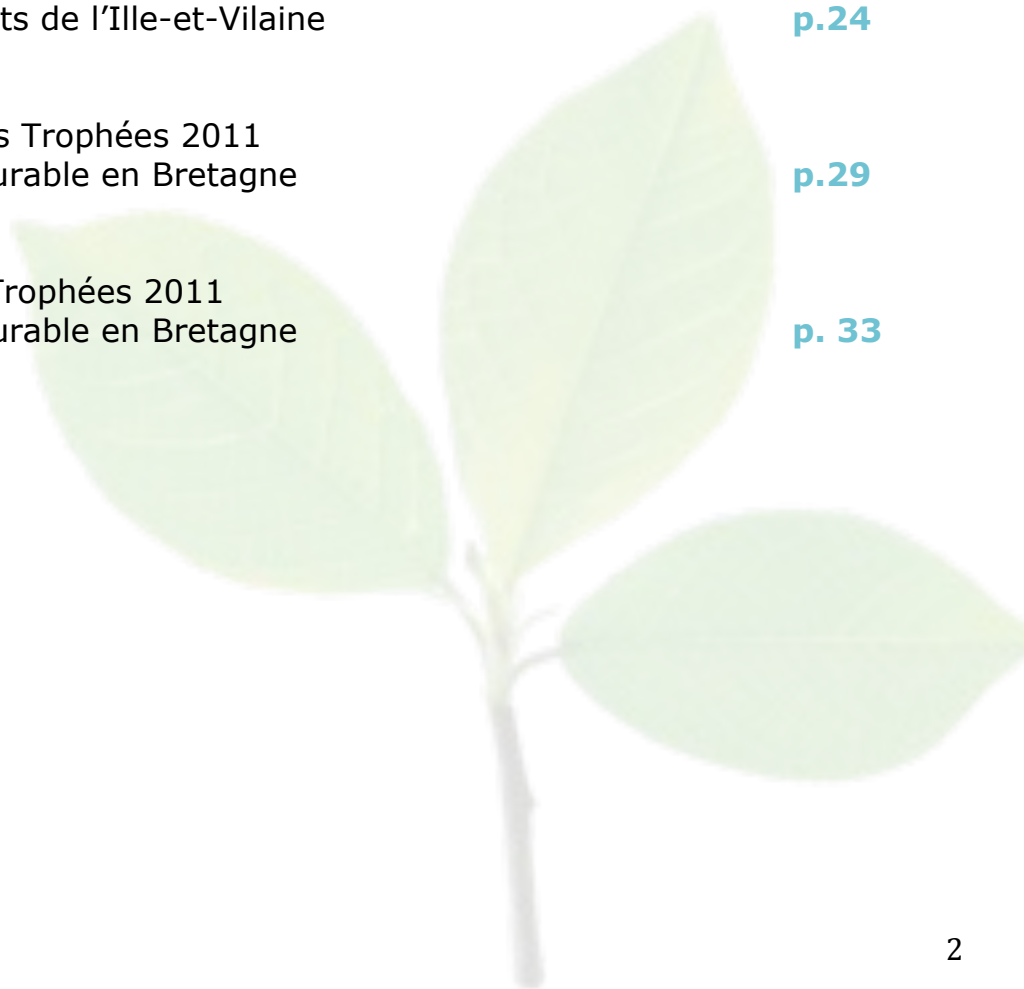 ts de l’Ille-et-Vilaine p.24
s Trophées 2011
urable en Bretagne p.29
Trophées 2011
urable en Bretagne p. 33
2